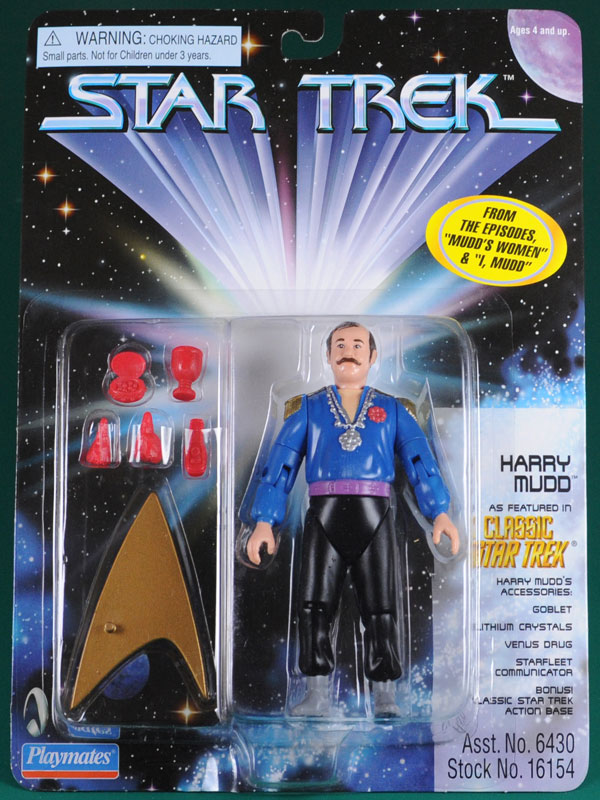 WARNING: CHOKING HAZARD
Small parts. Not for Children under 3 years.
Ages 4 and up.
STAR TREK™
FROM
THE EPISODES,
"MUDD'S WOMEN"
& "I, MUDD"
HARRY
MUDD™
AS FEATURED IN
CLASSIC
STAR TREK®
HARRY MUDD'S
ACCESSORIES:
GOBLET
LITHIUM CRYSTALS
VENUS DRUG
STARFLEET
COMMUNICATOR
BONUS!
CLASSIC STAR TREK
ACTION BASE
Playmates®
Asst. No. 6430
Stock No. 16154